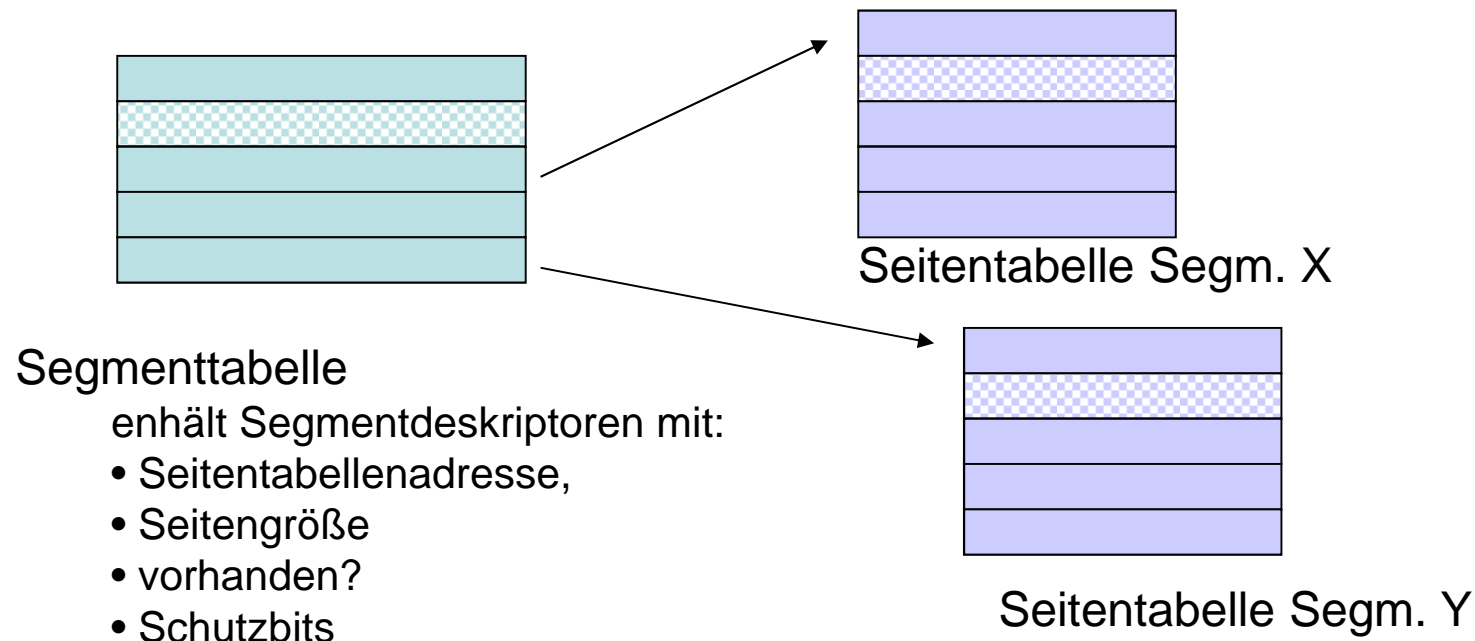 Seitentabelle Segm. X
Segmenttabelle
enhält Segmentdeskriptoren mit:
• Seitentabellenadresse,
• Seitengröße
• vorhanden?
• Schutzbits
Seitentabelle Segm. Y